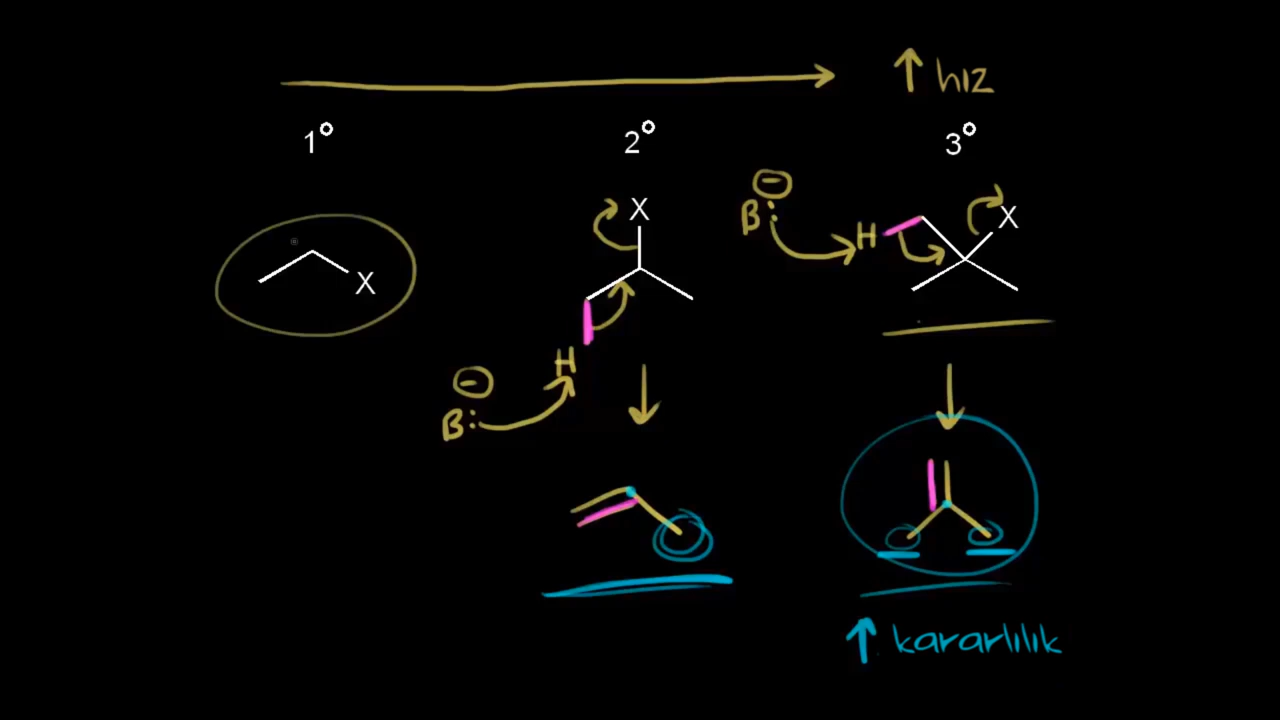 ↑ hız
1° 2° 3°
X
H
B:
⊖
X
⊖
B:
H
X
↑ kararlılık